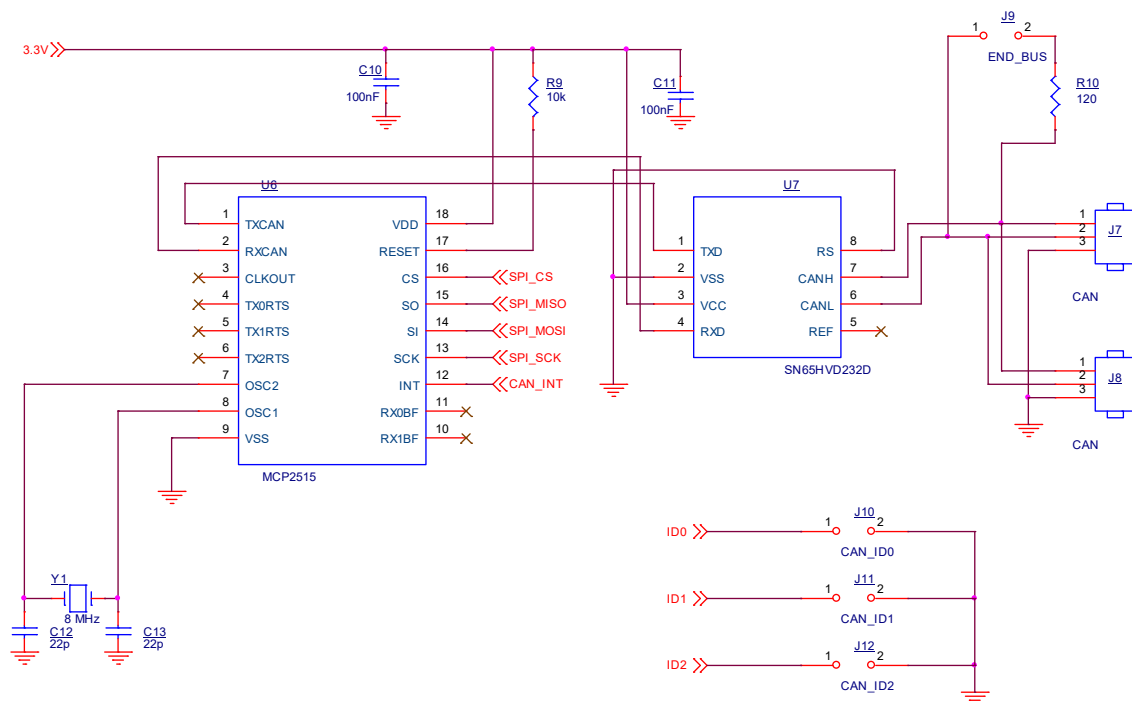 J9
1 2
END_BUS
3.3V
C10
100nF
R9
10k
C11
100nF
R10
120
U6
1 TXCAN
2 RXCAN
3 CLKOUT
4 TX0RTS
5 TX1RTS
6 TX2RTS
7 OSC2
8 OSC1
9 VSS
VDD 18
RESET 17
CS 16
SO 15
SI 14
SCK 13
INT 12
RX0BF 11
RX1BF 10
MCP2515
SPI_CS
SPI_MISO
SPI_MOSI
SPI_SCK
CAN_INT
U7
1 TXD
2 VSS
3 VCC
4 RXD
RS 8
CANH 7
CANL 6
REF 5
SN65HVD232D
1
2
3
J7
CAN
1
2
3
J8
CAN
Y1
8 MHz
C12
22p
C13
22p
ID0
J10
1 2
CAN_ID0
ID1
J11
1 2
CAN_ID1
ID2
J12
1 2
CAN_ID2